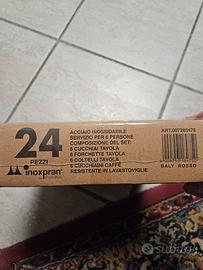 24
PEZZI
inoxpran
ACCIAIO INOSSIDABILE
SERVIZIO PER 6 PERSONE
COMPOSIZIONE DEL SET:
6 CUCCHIAI TAVOLA
6 FORCHETTE TAVOLA
6 COLTELLI TAVOLA
6 CUCCHIAINI CAFFÈ
RESISTENTE IN LAVASTOVIGLIE
BALY ROSSO
subito